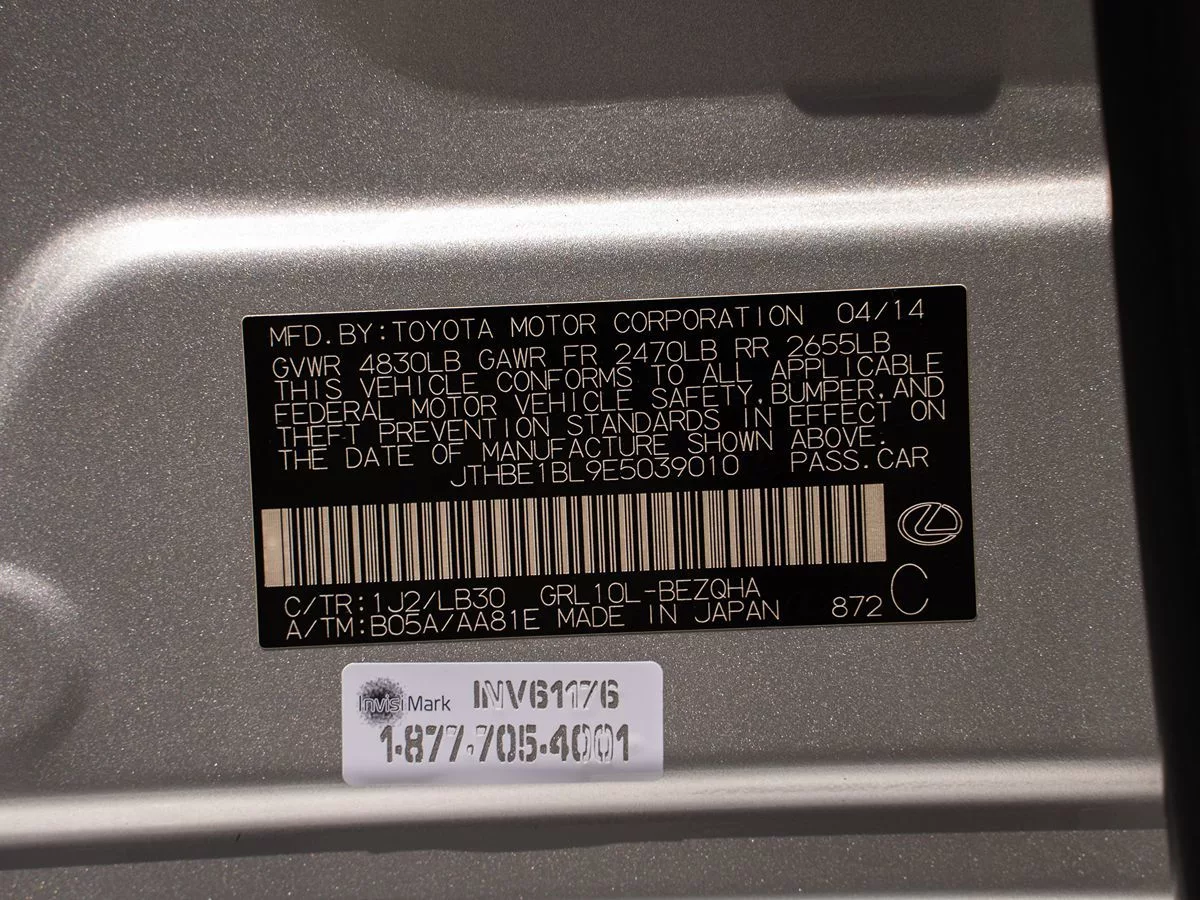 MFD.BY:TOYOTA MOTOR CORPORATION 04/14
GVWR 4830LB GAWR FR 2470LB RR 2655LB
THIS VEHICLE CONFORMS TO ALL APPLICABLE
FEDERAL MOTOR VEHICLE SAFETY,BUMPER,AND
THEFT PREVENTION STANDARDS IN EFFECT ON
THE DATE OF MANUFACTURE SHOWN ABOVE.
JTHBE1BL9E5039010 PASS.CAR
C/TR:1J2/LB30 GRL10L-BEZQHA
A/TM:B05A/AA81E MADE IN JAPAN 872 C
InvisiMark INV61176
1-877-705-4001